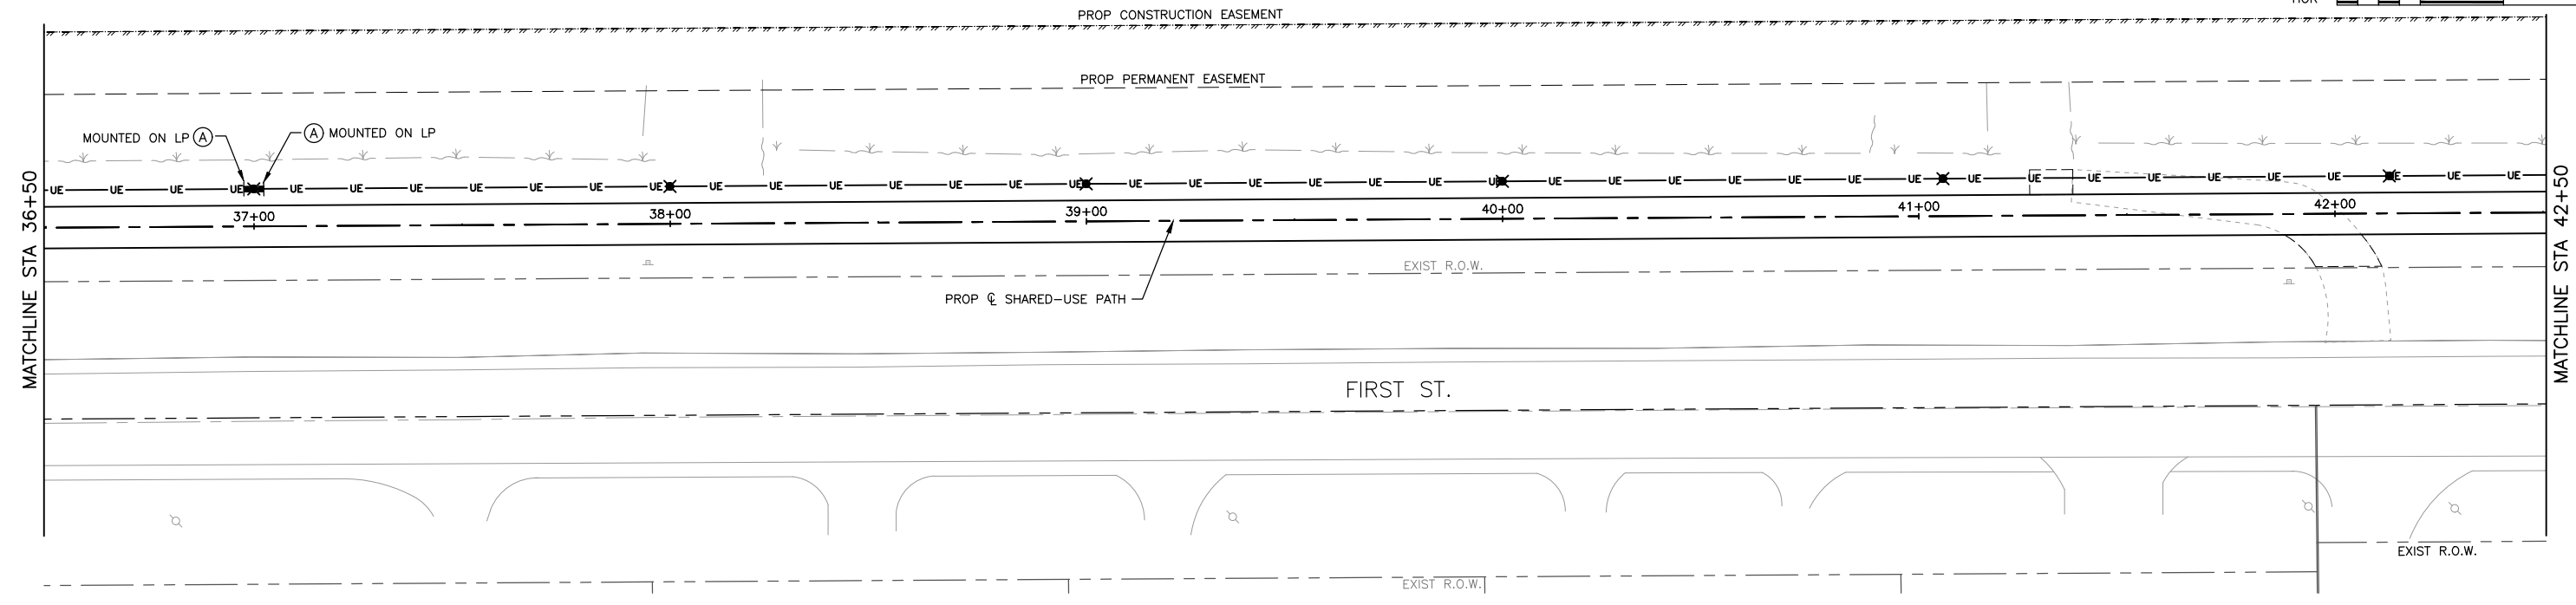 HOR
PROP CONSTRUCTION EASEMENT
PROP PERMANENT EASEMENT
MOUNTED ON LP A
A MOUNTED ON LP
UE UE UE UE UE UE UE UE UE UE UE UE UE UE UE UE UE UE UE UE UE UE UE UE UE UE UE UE UE UE UE UE UE UE UE UE UE UE UE UE UE UE
37+00 38+00 39+00 40+00 41+00 42+00
MATCHLINE STA 36+50
MATCHLINE STA 42+50
EXIST R.O.W.
PROP ℄ SHARED-USE PATH
FIRST ST.
EXIST R.O.W.
EXIST R.O.W.